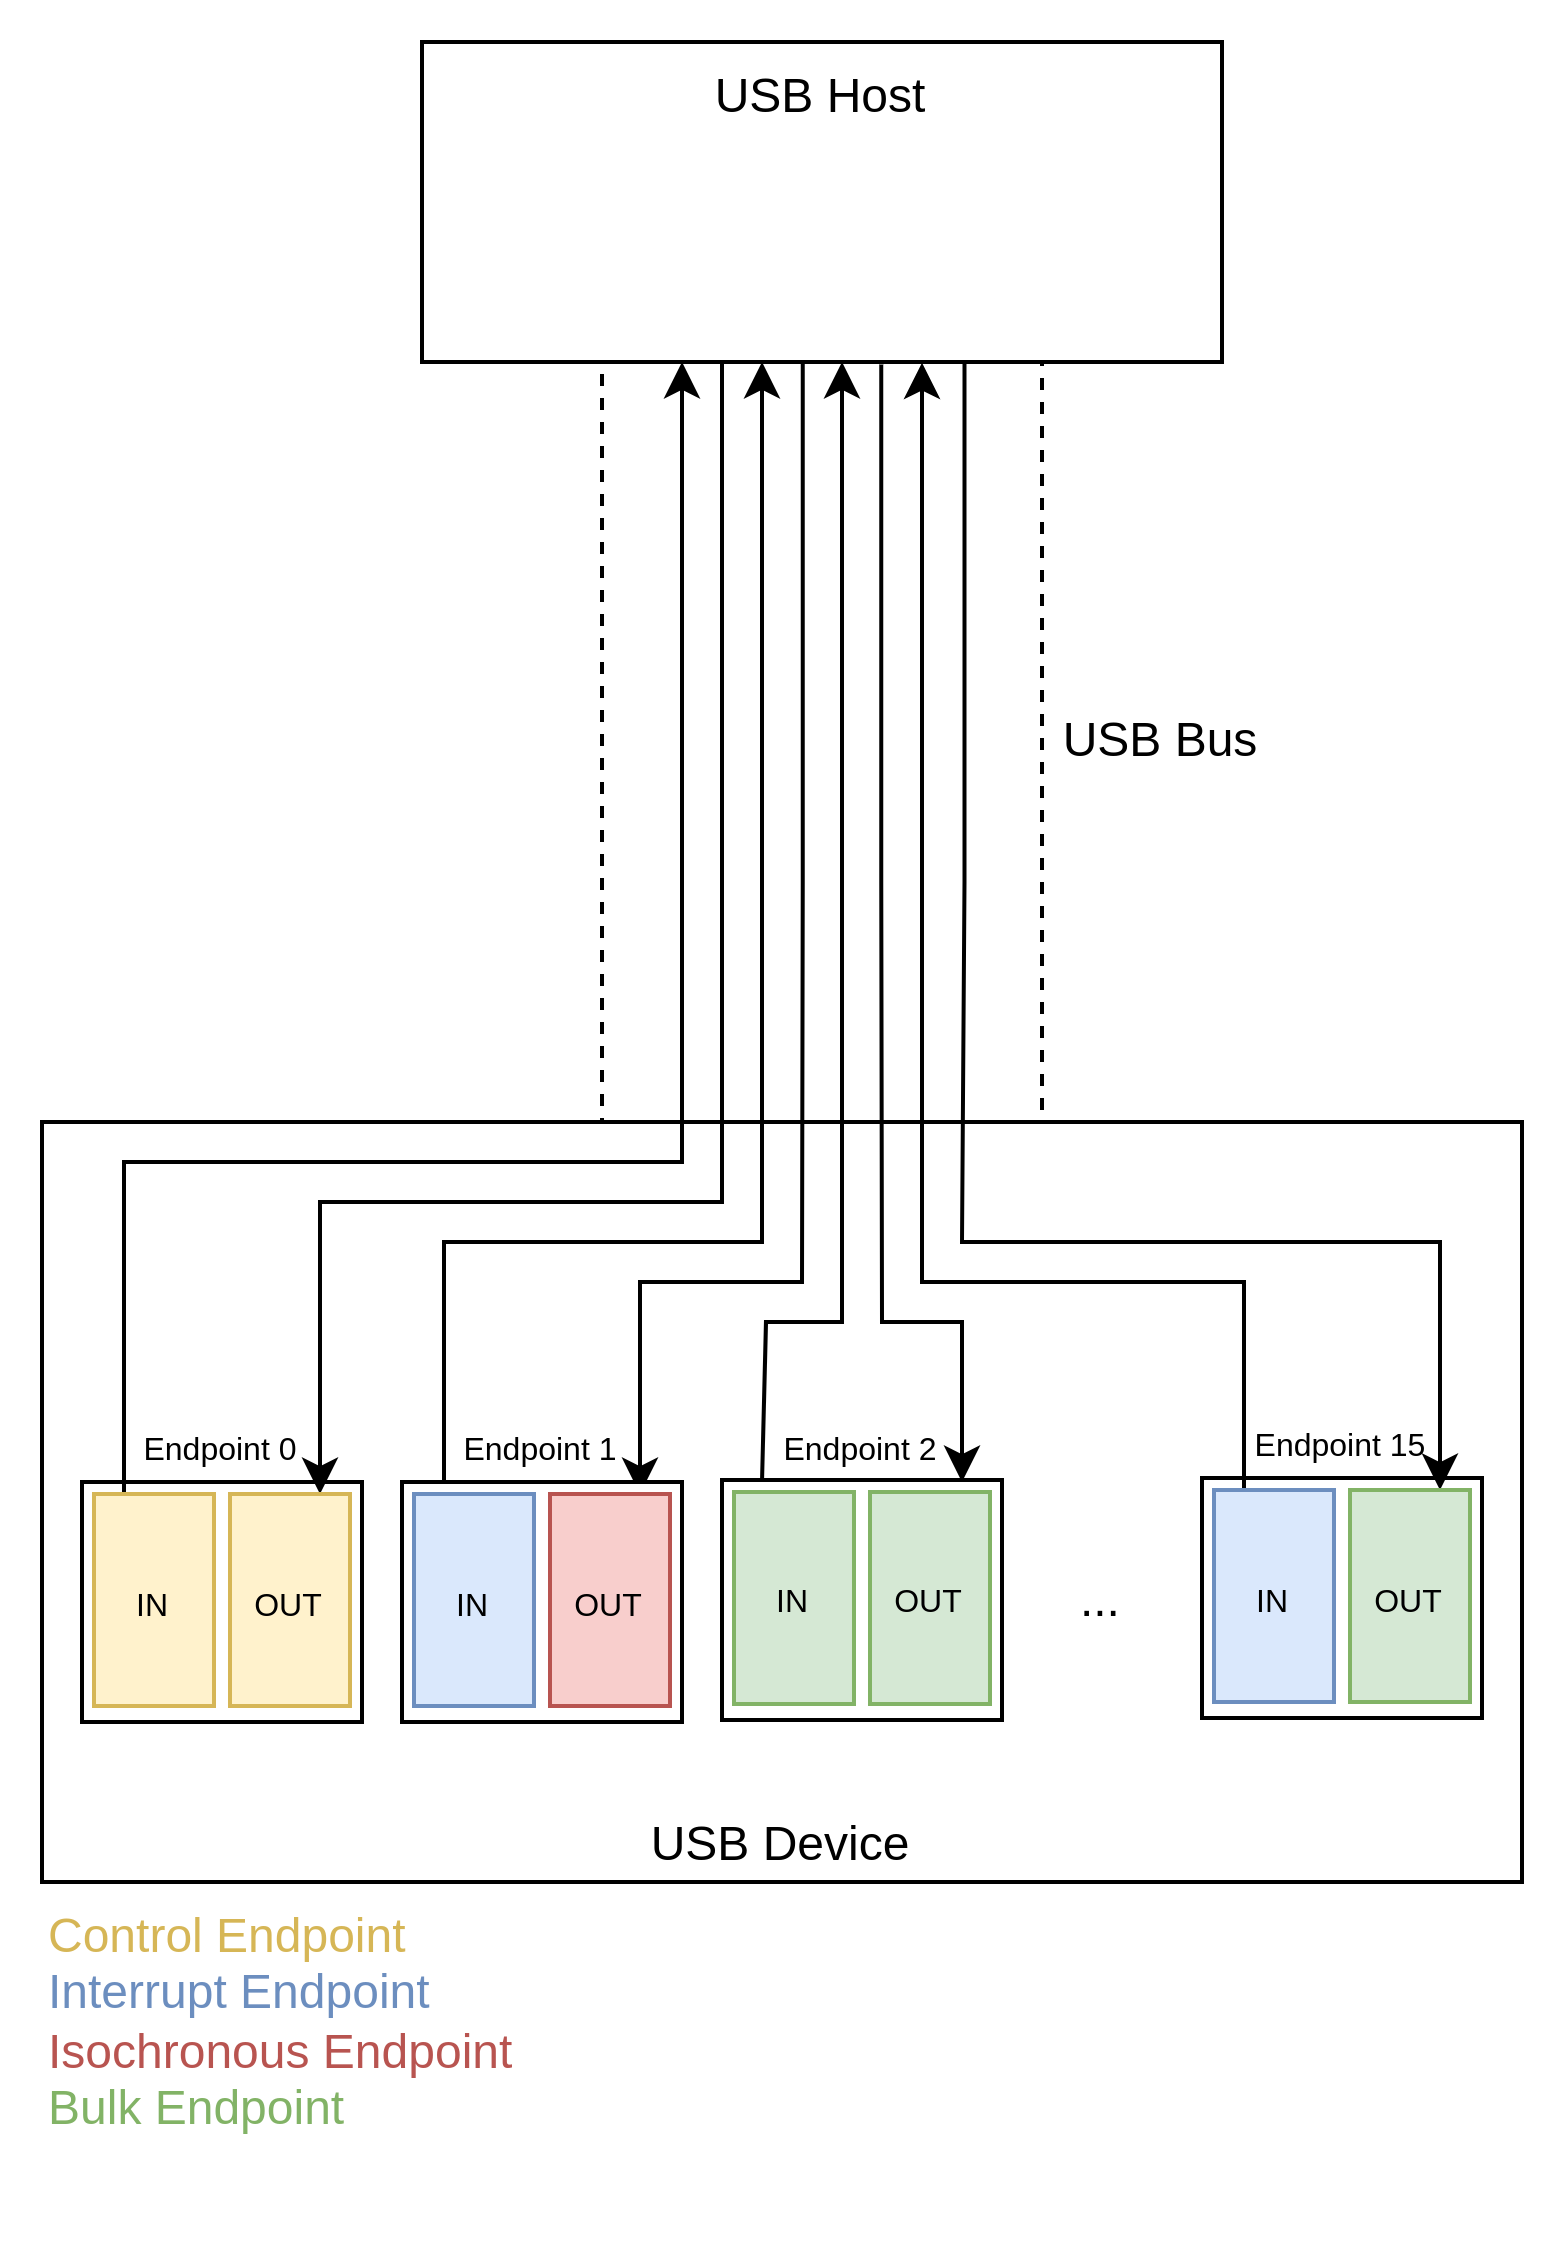 USB Host
USB Bus
Endpoint 0
Endpoint 1
Endpoint 2
Endpoint 15
IN
OUT
IN
OUT
IN
OUT
...
IN
OUT
USB Device
Control Endpoint
Interrupt Endpoint
Isochronous Endpoint
Bulk Endpoint